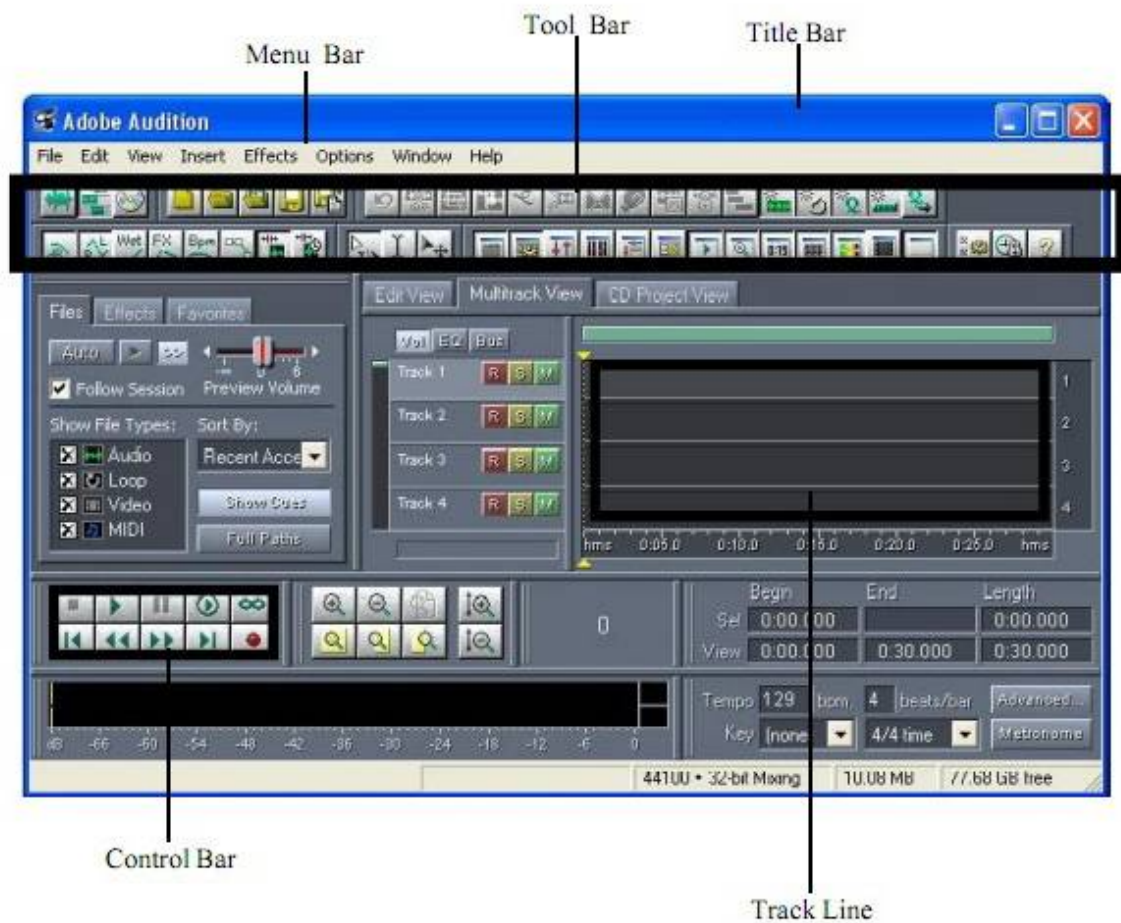 Tool Bar
Title Bar
Menu Bar
Adobe Audition
File Edit View Insert Effects Options Window Help
Wet FX Bpm
Edit View Multitrack View CD Project View
Files Effects Favorites
Vol EQ Bus
Auto
Follow Session Preview Volume
-∞ 0 6
Track 1 R S M 1
Track 2 R S M 2
Track 3 R S M 3
Track 4 R S M 4
Show File Types: Sort By:
Audio Recent Acce
Loop
Video Show Cues
MIDI Full Paths
hms 0:05.0 0:10.0 0:15.0 0:20.0 0:25.0 hms
Begin End Length
0
Sel 0:00.000 0:00.000
View 0:00.000 0:30.000 0:30.000
Tempo 129 bpm, 4 beats/bar Advanced...
Key (none 4/4 time Metronome
dB -66 -60 -54 -48 -42 -36 -30 -24 -18 -12 -6 0
44100 • 32-bit Mixing 10.08 MB 77.68 GB free
Control Bar
Track Line